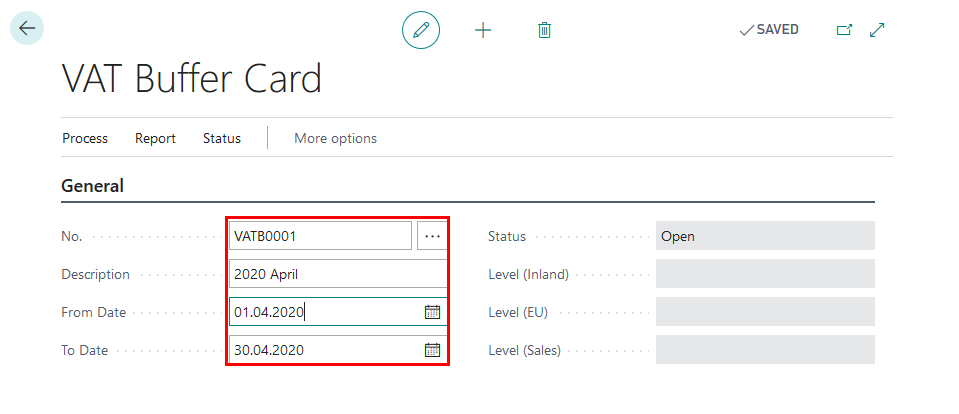 SAVED
VAT Buffer Card
Process Report Status More options
General
No. VATB0001 ... Status Open
Description 2020 April Level (Inland)
From Date 01.04.2020 Level (EU)
To Date 30.04.2020 Level (Sales)